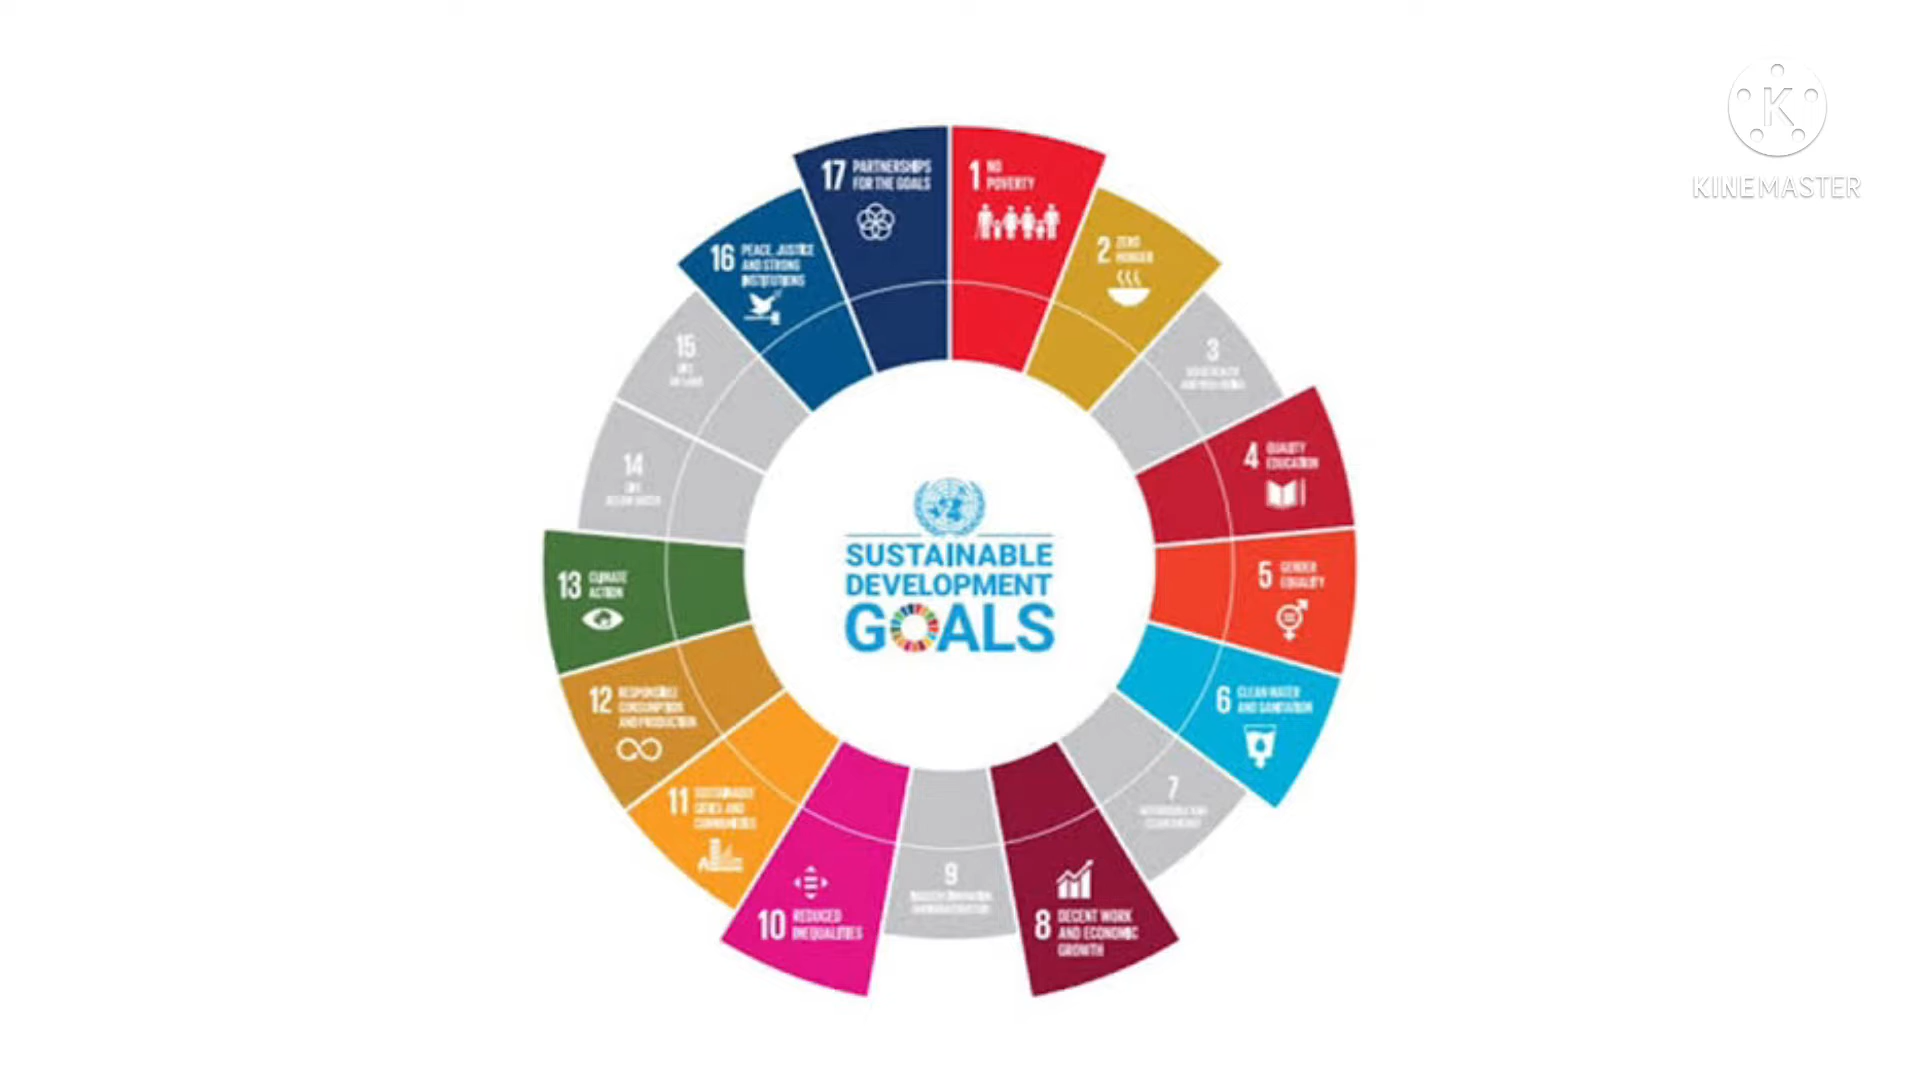 17 PARTNERSHIPS
FOR THE GOALS
1 NO
POVERTY
2 ZERO
HUNGER
3
4 QUALITY
EDUCATION
5 GENDER
EQUALITY
6 CLEAN WATER
AND SANITATION
7
8 DECENT WORK
AND ECONOMIC
GROWTH
9
10 REDUCED
INEQUALITIES
11 SUSTAINABLE
CITIES AND
COMMUNITIES
12 RESPONSIBLE
CONSUMPTION
AND PRODUCTION
13 CLIMATE
ACTION
14
15
16 PEACE, JUSTICE
AND STRONG
INSTITUTIONS
SUSTAINABLE
DEVELOPMENT
GOALS
K
KINEMASTER